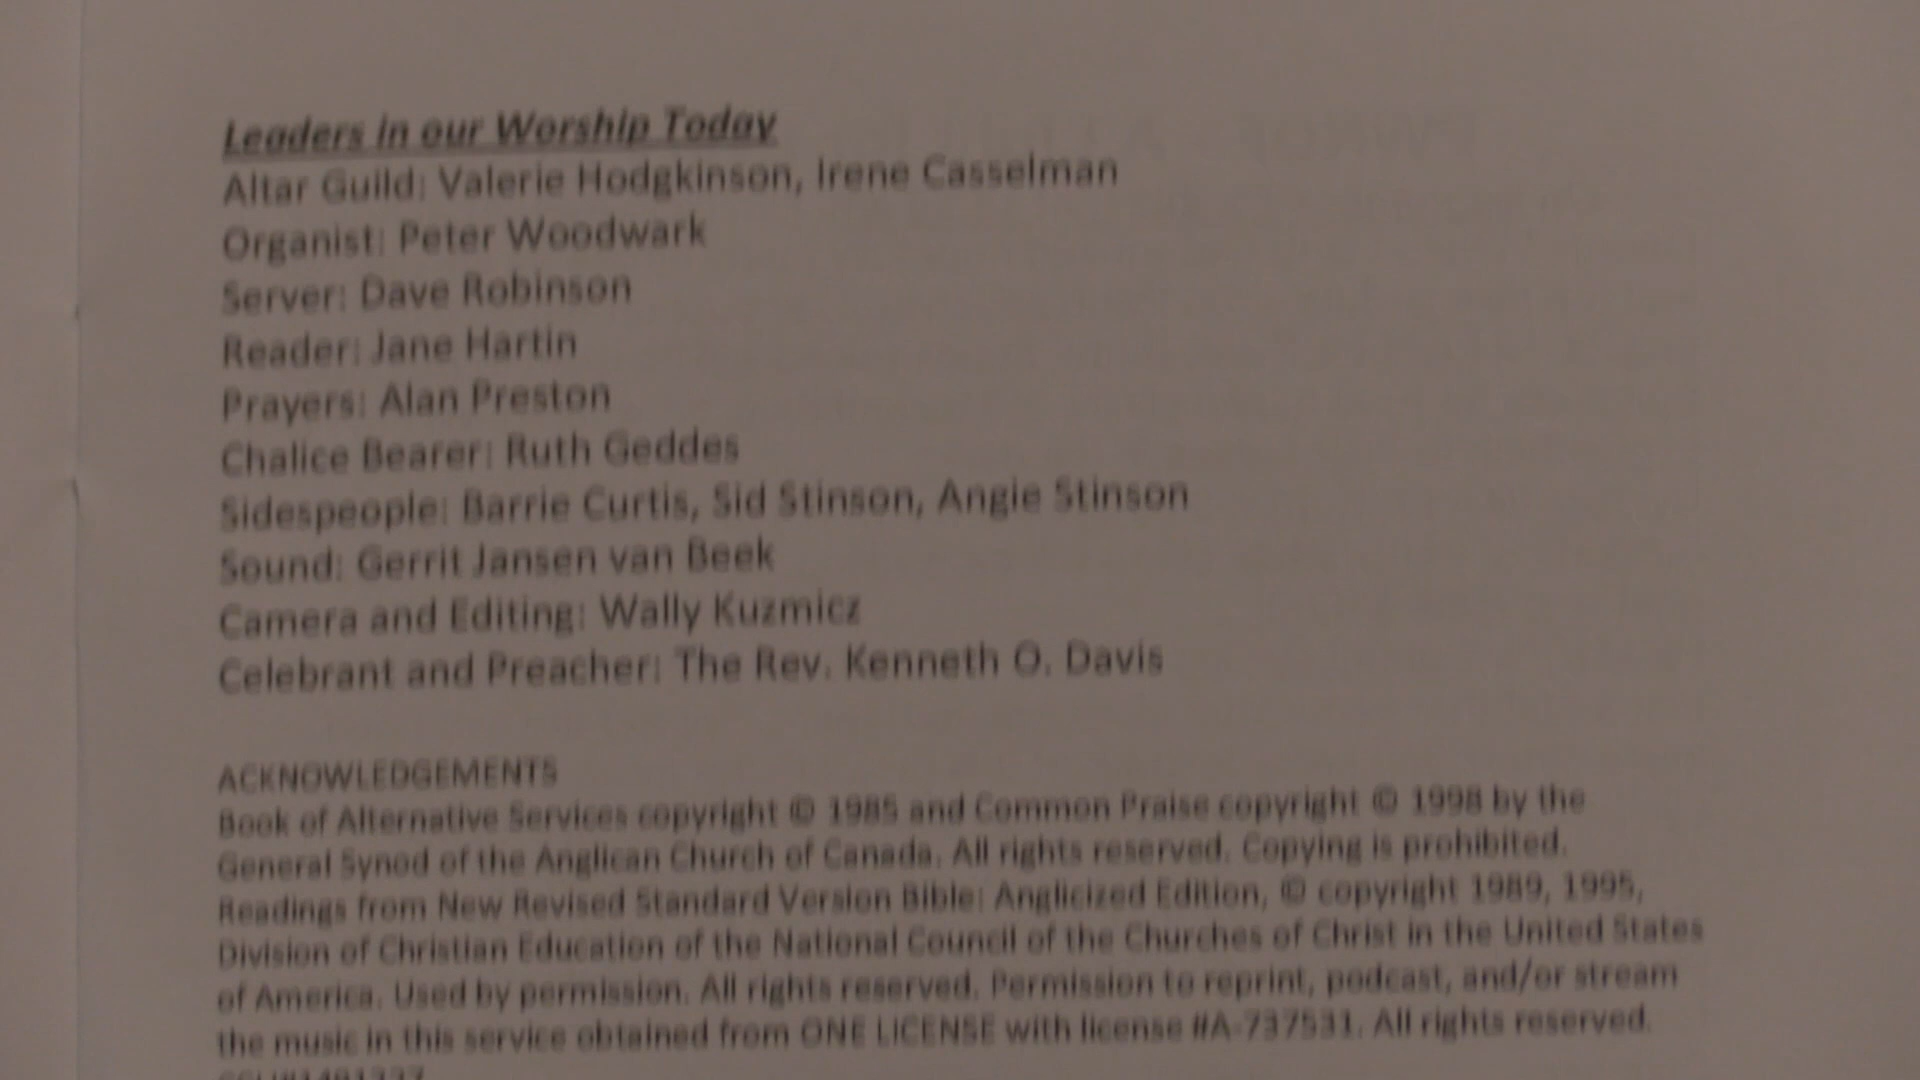 Leaders in our Worship Today
Altar Guild: Valerie Hodgkinson, Irene Casselman
Organist: Peter Woodwark
Server: Dave Robinson
Reader: Jane Hartin
Prayers: Alan Preston
Chalice Bearer: Ruth Geddes
Sidespeople: Barrie Curtis, Sid Stinson, Angie Stinson
Sound: Gerrit Jansen van Beek
Camera and Editing: Wally Kuzmicz
Celebrant and Preacher: The Rev. Kenneth O. Davis
ACKNOWLEDGEMENTS
Book of Alternative Services copyright © 1985 and Common Praise copyright © 1998 by the
General Synod of the Anglican Church of Canada. All rights reserved. Copying is prohibited.
Readings from New Revised Standard Version Bible: Anglicized Edition, © copyright 1989, 1995,
Division of Christian Education of the National Council of the Churches of Christ in the United States
of America. Used by permission. All rights reserved. Permission to reprint, podcast, and/or stream
the music in this service obtained from ONE LICENSE with license #A-737531. All rights reserved.